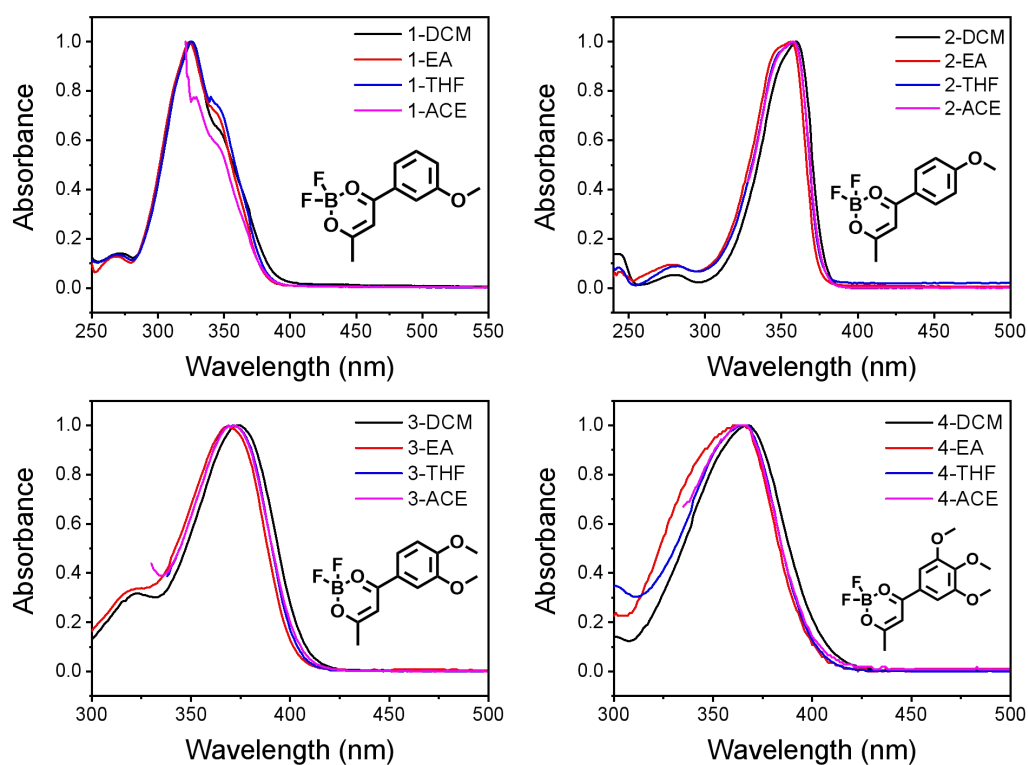 1.0
0.8
0.6
0.4
0.2
0.0
Absorbance
1-DCM
1-EA
1-THF
1-ACE
F
F
B
O
O
O
250 300 350 400 450 500 550
Wavelength (nm)
1.0
0.8
0.6
0.4
0.2
0.0
Absorbance
2-DCM
2-EA
2-THF
2-ACE
O
F
F
B
O
O
250 300 350 400 450 500
Wavelength (nm)
1.0
0.8
0.6
0.4
0.2
0.0
Absorbance
3-DCM
3-EA
3-THF
3-ACE
O
O
F
F
B
O
O
300 350 400 450 500
Wavelength (nm)
1.0
0.8
0.6
0.4
0.2
0.0
Absorbance
4-DCM
4-EA
4-THF
4-ACE
O
O
O
F
F
B
O
O
300 350 400 450 500
Wavelength (nm)